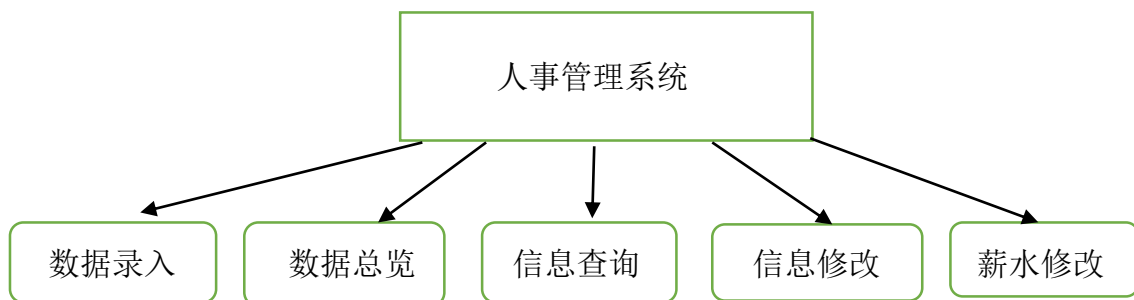 人事管理系统
数据录入
数据总览
信息查询
信息修改
薪水修改